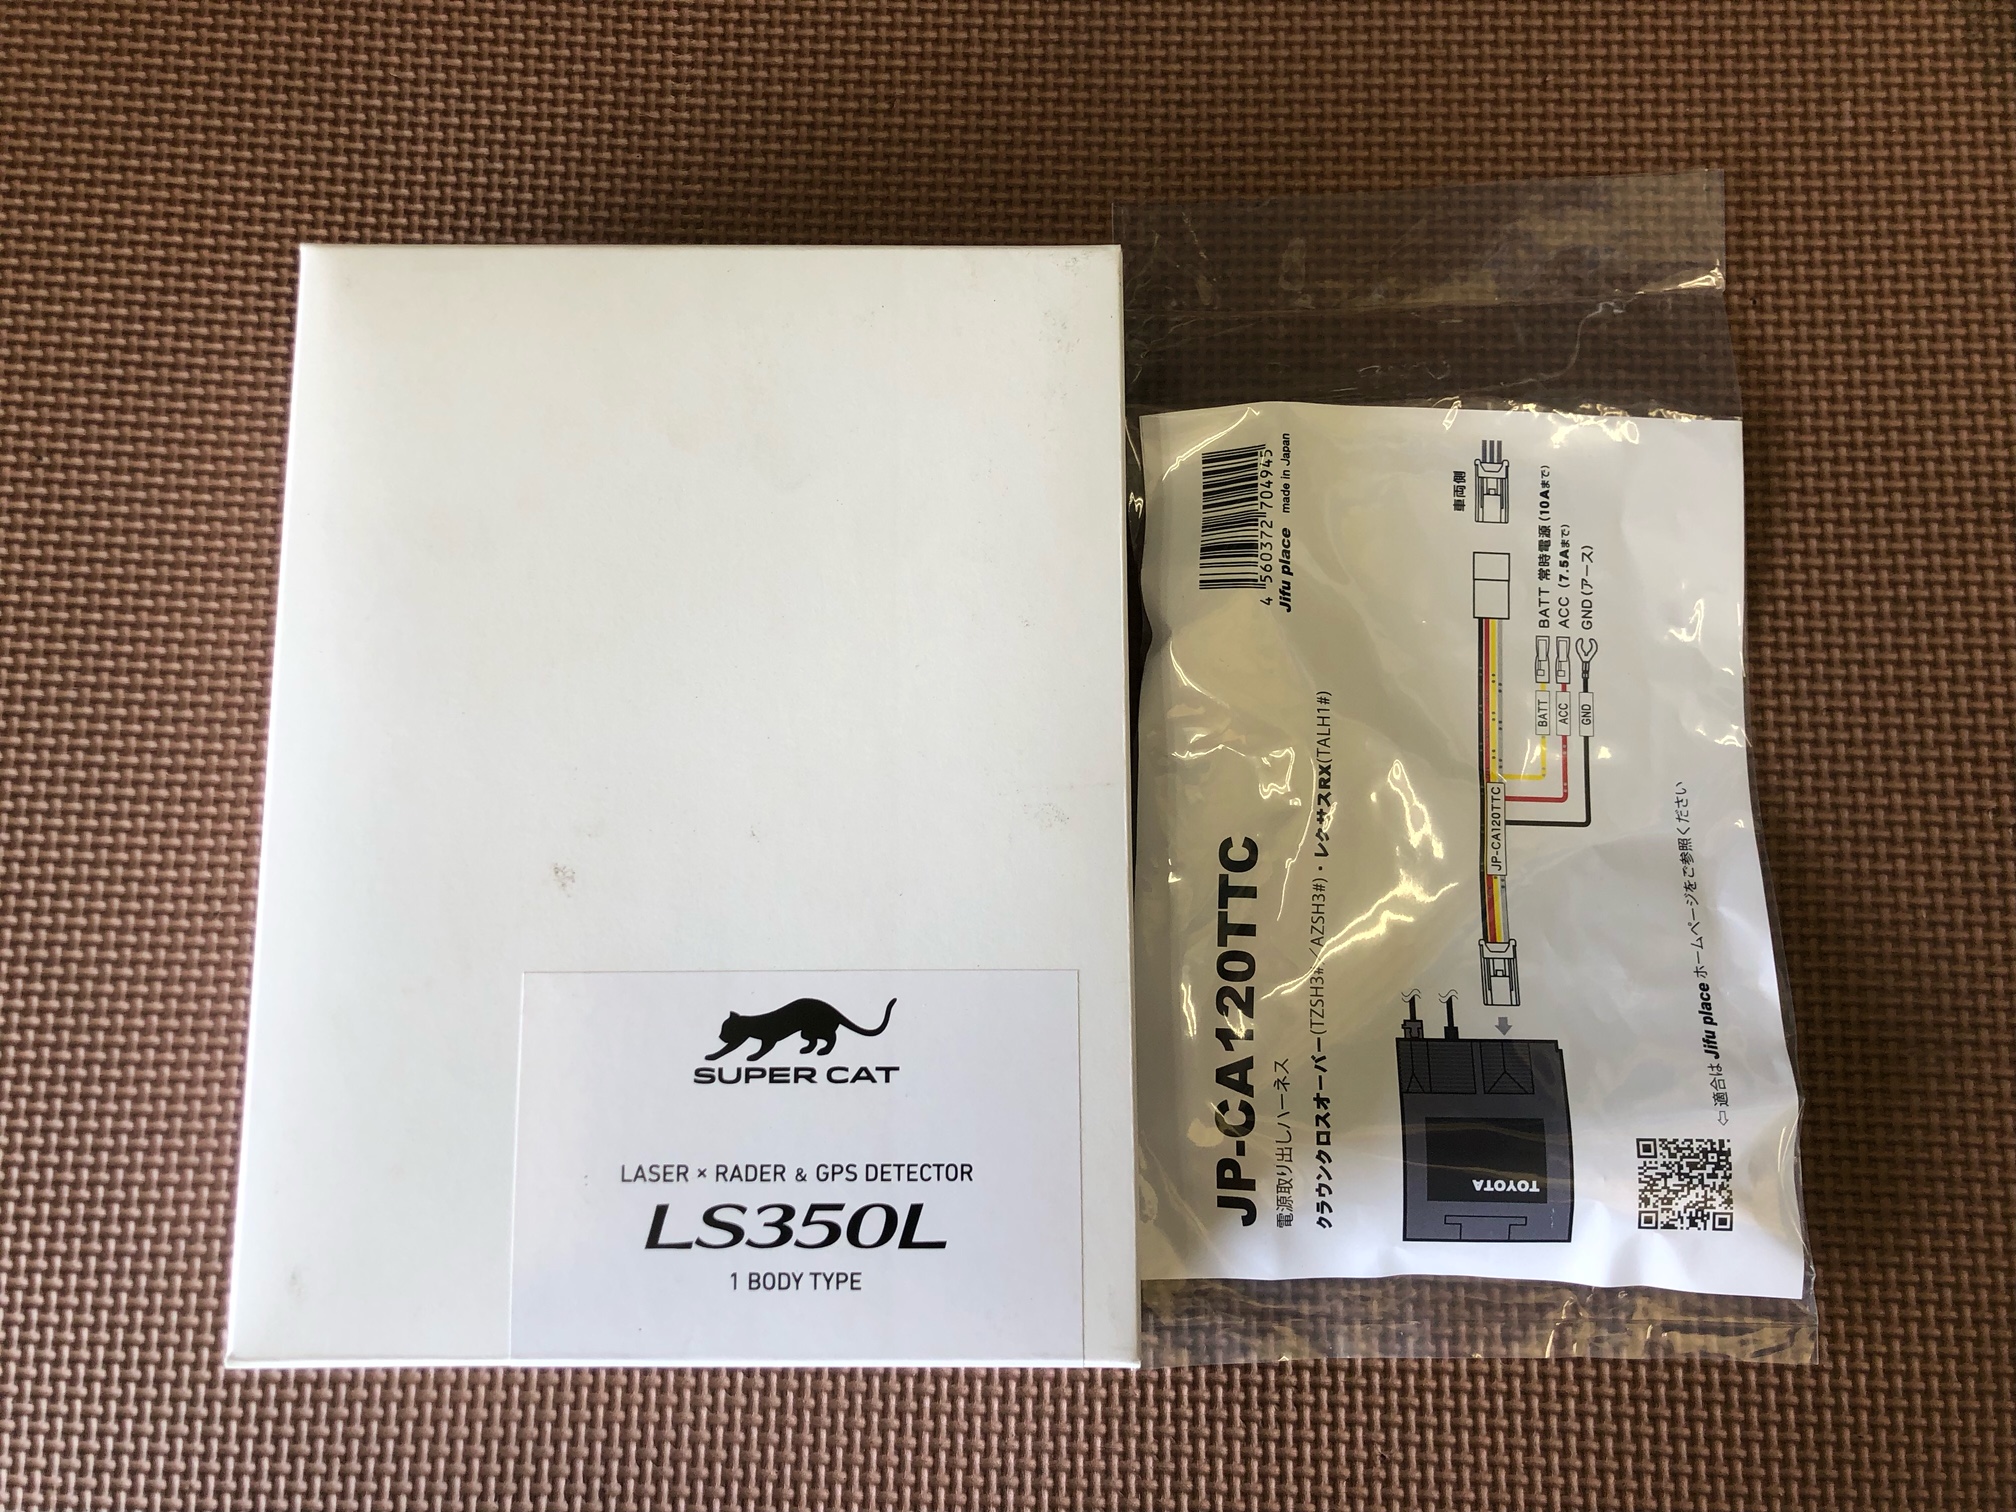 SUPER CAT
LASER × RADER & GPS DETECTOR
LS350L
1 BODY TYPE
JP-CA120TTC
電源取り出しハーネス
クラウンクロスオーバー(TZSH3#／AZSH3#)・レクサスRX(TALH1#)
4 560372 704945
Jifu place made in Japan
車両側
BATT 常時電源 (10Aまで)
ACC (7.5Aまで)
GND (アース)
BATT
ACC
GND
JP-CA120TTC
TOYOTA
⇦適合は Jifu place ホームページをご参照ください